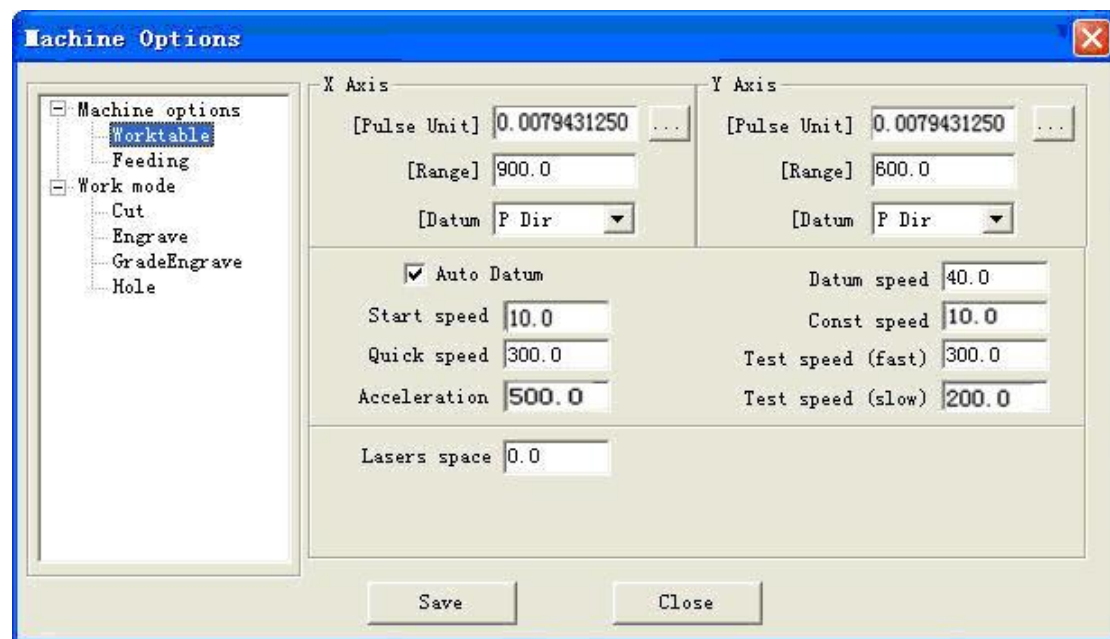 Machine Options
Machine options
Worktable
Feeding
Work mode
Cut
Engrave
GradeEngrave
Hole
X Axis
[Pulse Unit] 0.0079431250 ...
[Range] 900.0
[Datum P Dir
Y Axis
[Pulse Unit] 0.0079431250 ...
[Range] 600.0
[Datum P Dir
Auto Datum
Start speed 10.0
Quick speed 300.0
Acceleration 500.0
Datum speed 40.0
Const speed 10.0
Test speed (fast) 300.0
Test speed (slow) 200.0
Lasers space 0.0
Save
Close